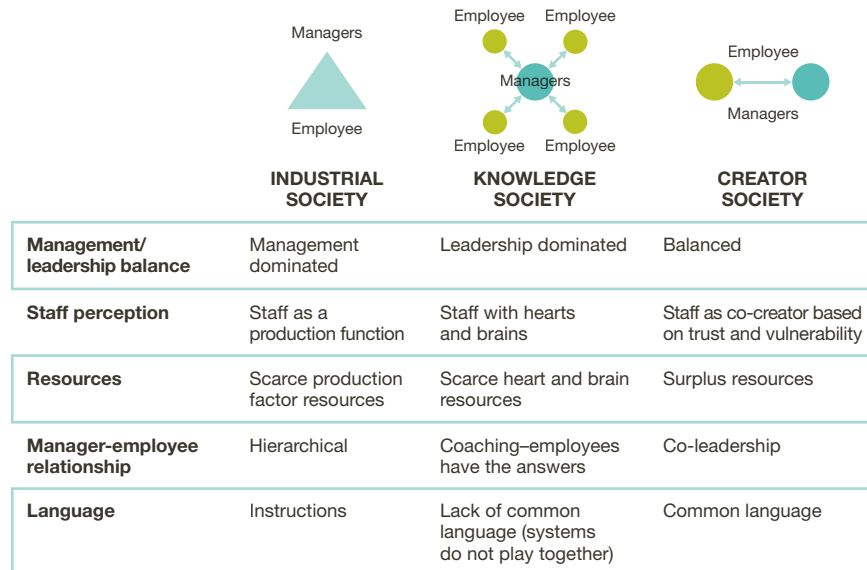 Managers
Employee
Employee Employee
Managers
Employee Employee
Employee
Managers
INDUSTRIAL
SOCIETY
KNOWLEDGE
SOCIETY
CREATOR
SOCIETY
Management/
leadership balance
Management
dominated
Leadership dominated
Balanced
Staff perception
Staff as a
production function
Staff with hearts
and brains
Staff as co-creator based
on trust and vulnerability
Resources
Scarce production
factor resources
Scarce heart and brain
resources
Surplus resources
Manager-employee
relationship
Hierarchical
Coaching–employees
have the answers
Co-leadership
Language
Instructions
Lack of common
language (systems
do not play together)
Common language